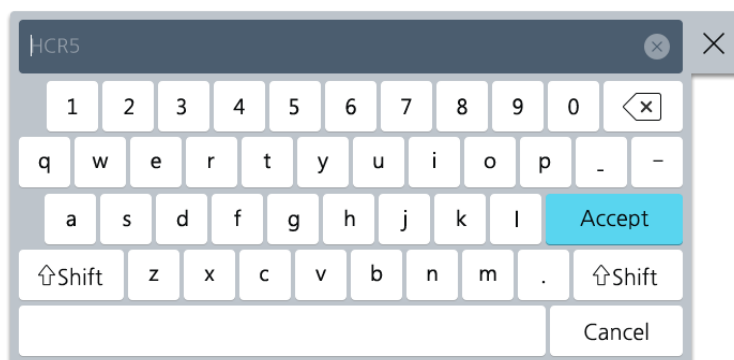 HCR5
1 2 3 4 5 6 7 8 9 0
q w e r t y u i o p _ –
a s d f g h j k l Accept
Shift z x c v b n m . Shift
Cancel